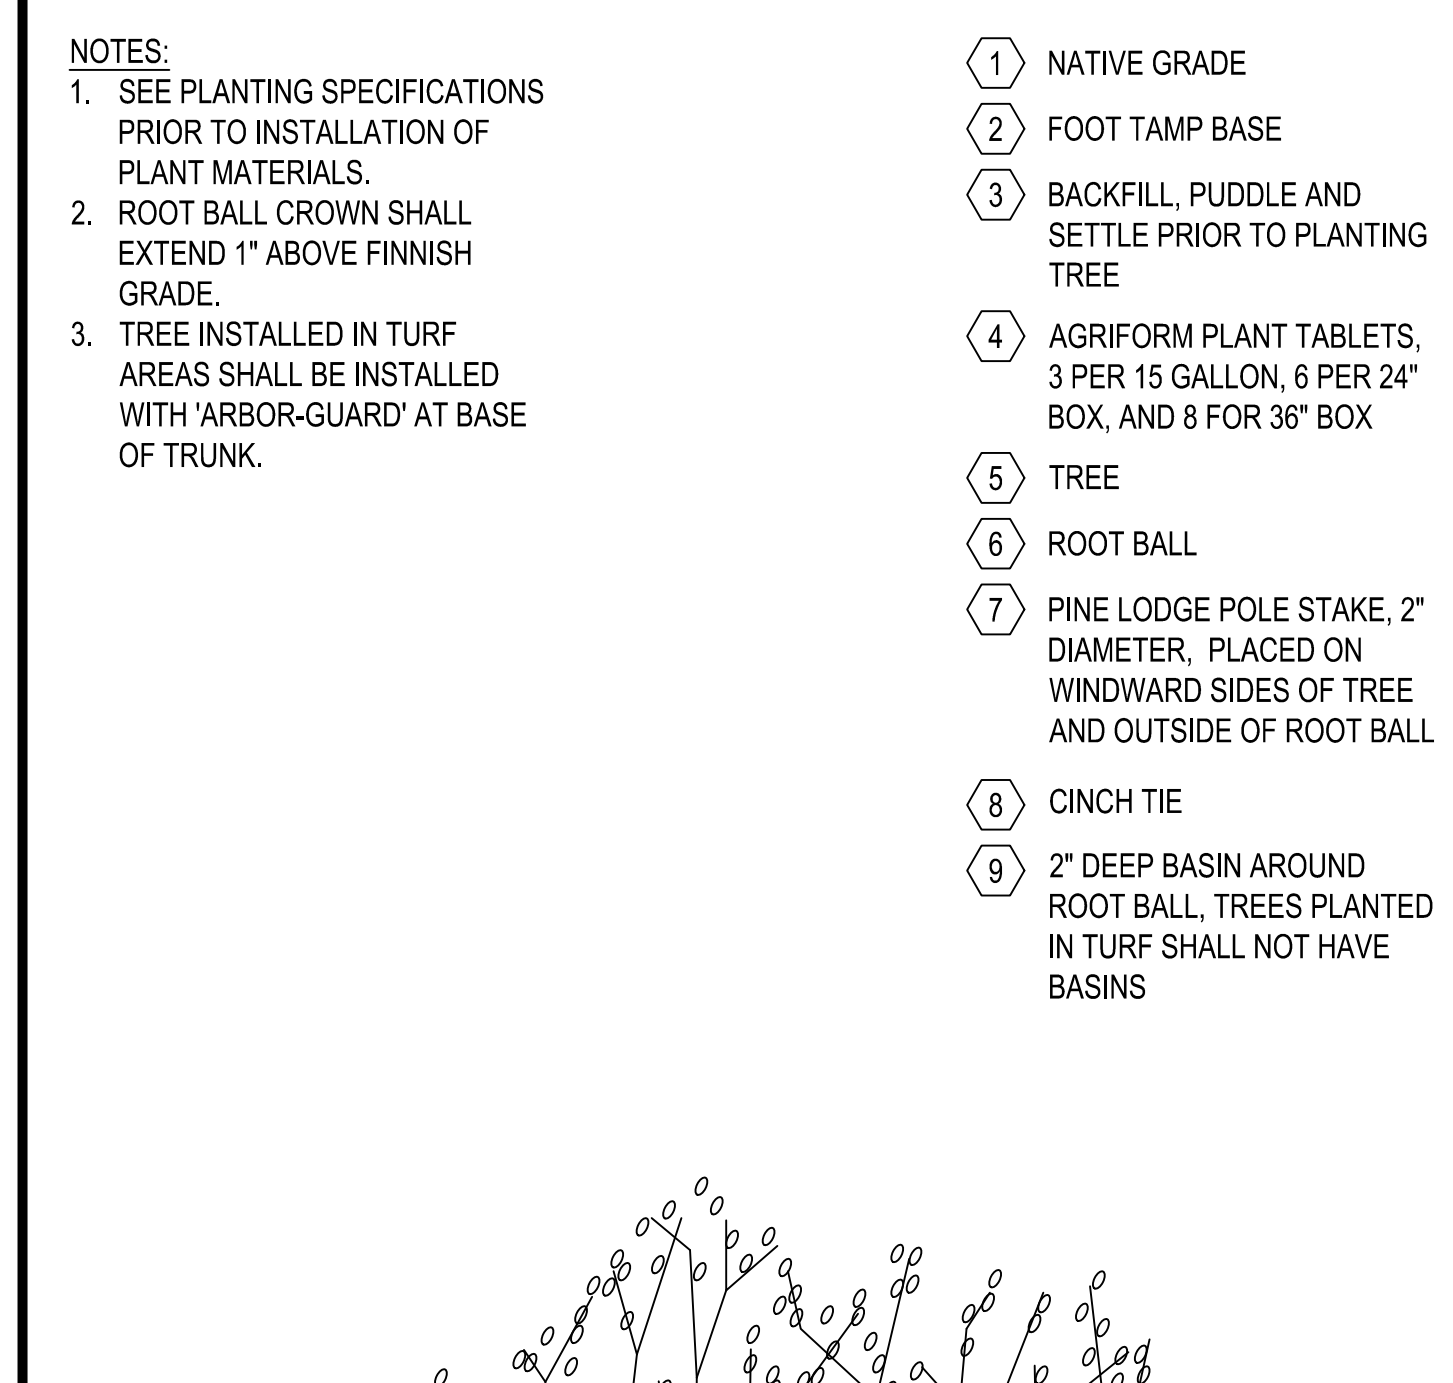 NOTES:
1. SEE PLANTING SPECIFICATIONS
PRIOR TO INSTALLATION OF
PLANT MATERIALS.
2. ROOT BALL CROWN SHALL
EXTEND 1" ABOVE FINNISH
GRADE.
3. TREE INSTALLED IN TURF
AREAS SHALL BE INSTALLED
WITH 'ARBOR-GUARD' AT BASE
OF TRUNK.
1 NATIVE GRADE
2 FOOT TAMP BASE
3 BACKFILL, PUDDLE AND
SETTLE PRIOR TO PLANTING
TREE
4 AGRIFORM PLANT TABLETS,
3 PER 15 GALLON, 6 PER 24"
BOX, AND 8 FOR 36" BOX
5 TREE
6 ROOT BALL
7 PINE LODGE POLE STAKE, 2"
DIAMETER, PLACED ON
WINDWARD SIDES OF TREE
AND OUTSIDE OF ROOT BALL
8 CINCH TIE
9 2" DEEP BASIN AROUND
ROOT BALL, TREES PLANTED
IN TURF SHALL NOT HAVE
BASINS